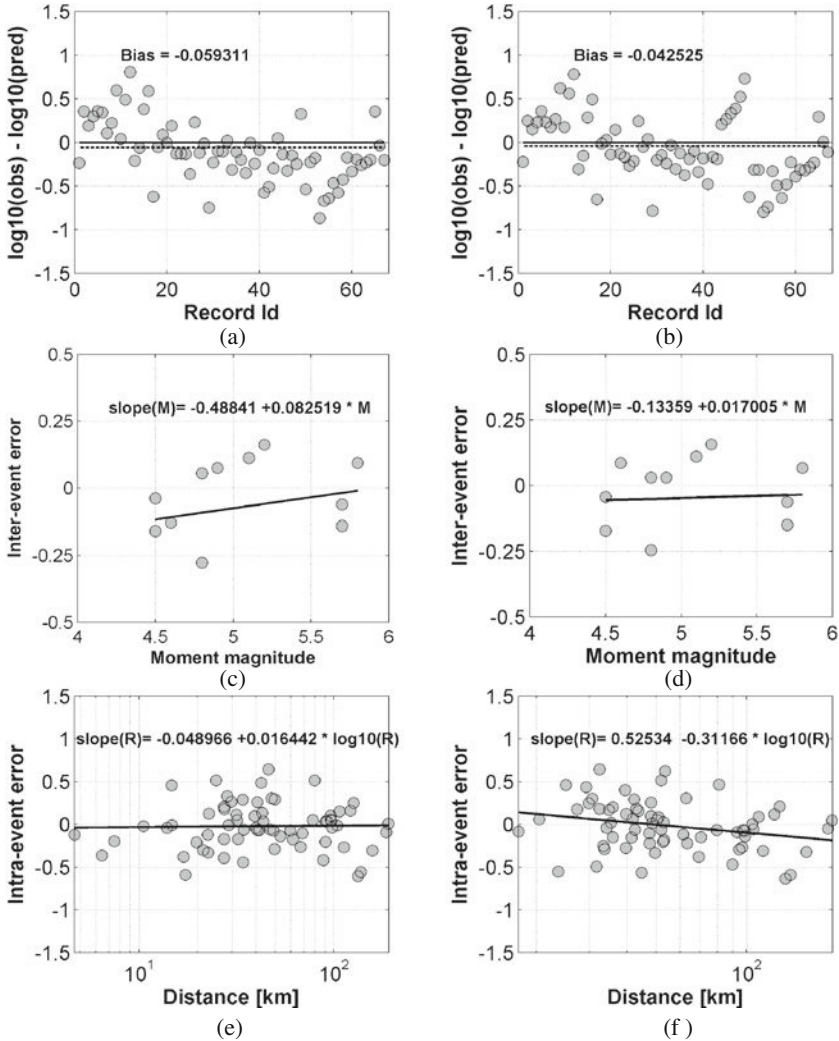 1.5
1
0.5
0
-0.5
-1
-1.5
log10(obs) - log10(pred)
Bias = -0.059311
0 20 40 60
Record Id
(a)
1.5
1
0.5
0
-0.5
-1
-1.5
log10(obs) - log10(pred)
Bias = -0.042525
0 20 40 60
Record Id
(b)
0.5
0.25
0
-0.25
-0.5
Inter-event error
slope(M)= -0.48841 +0.082519 * M
4 4.5 5 5.5 6
Moment magnitude
(c)
0.5
0.25
0
-0.25
-0.5
Inter-event error
slope(M)= -0.13359 +0.017005 * M
4 4.5 5 5.5 6
Moment magnitude
(d)
1.5
1
0.5
0
-0.5
-1
-1.5
Intra-event error
slope(R)= -0.048966 +0.016442 * log10(R)
10^1 10^2
Distance [km]
(e)
1.5
1
0.5
0
-0.5
-1
-1.5
Intra-event error
slope(R)= 0.52534 -0.31166 * log10(R)
10^2
Distance [km]
(f )